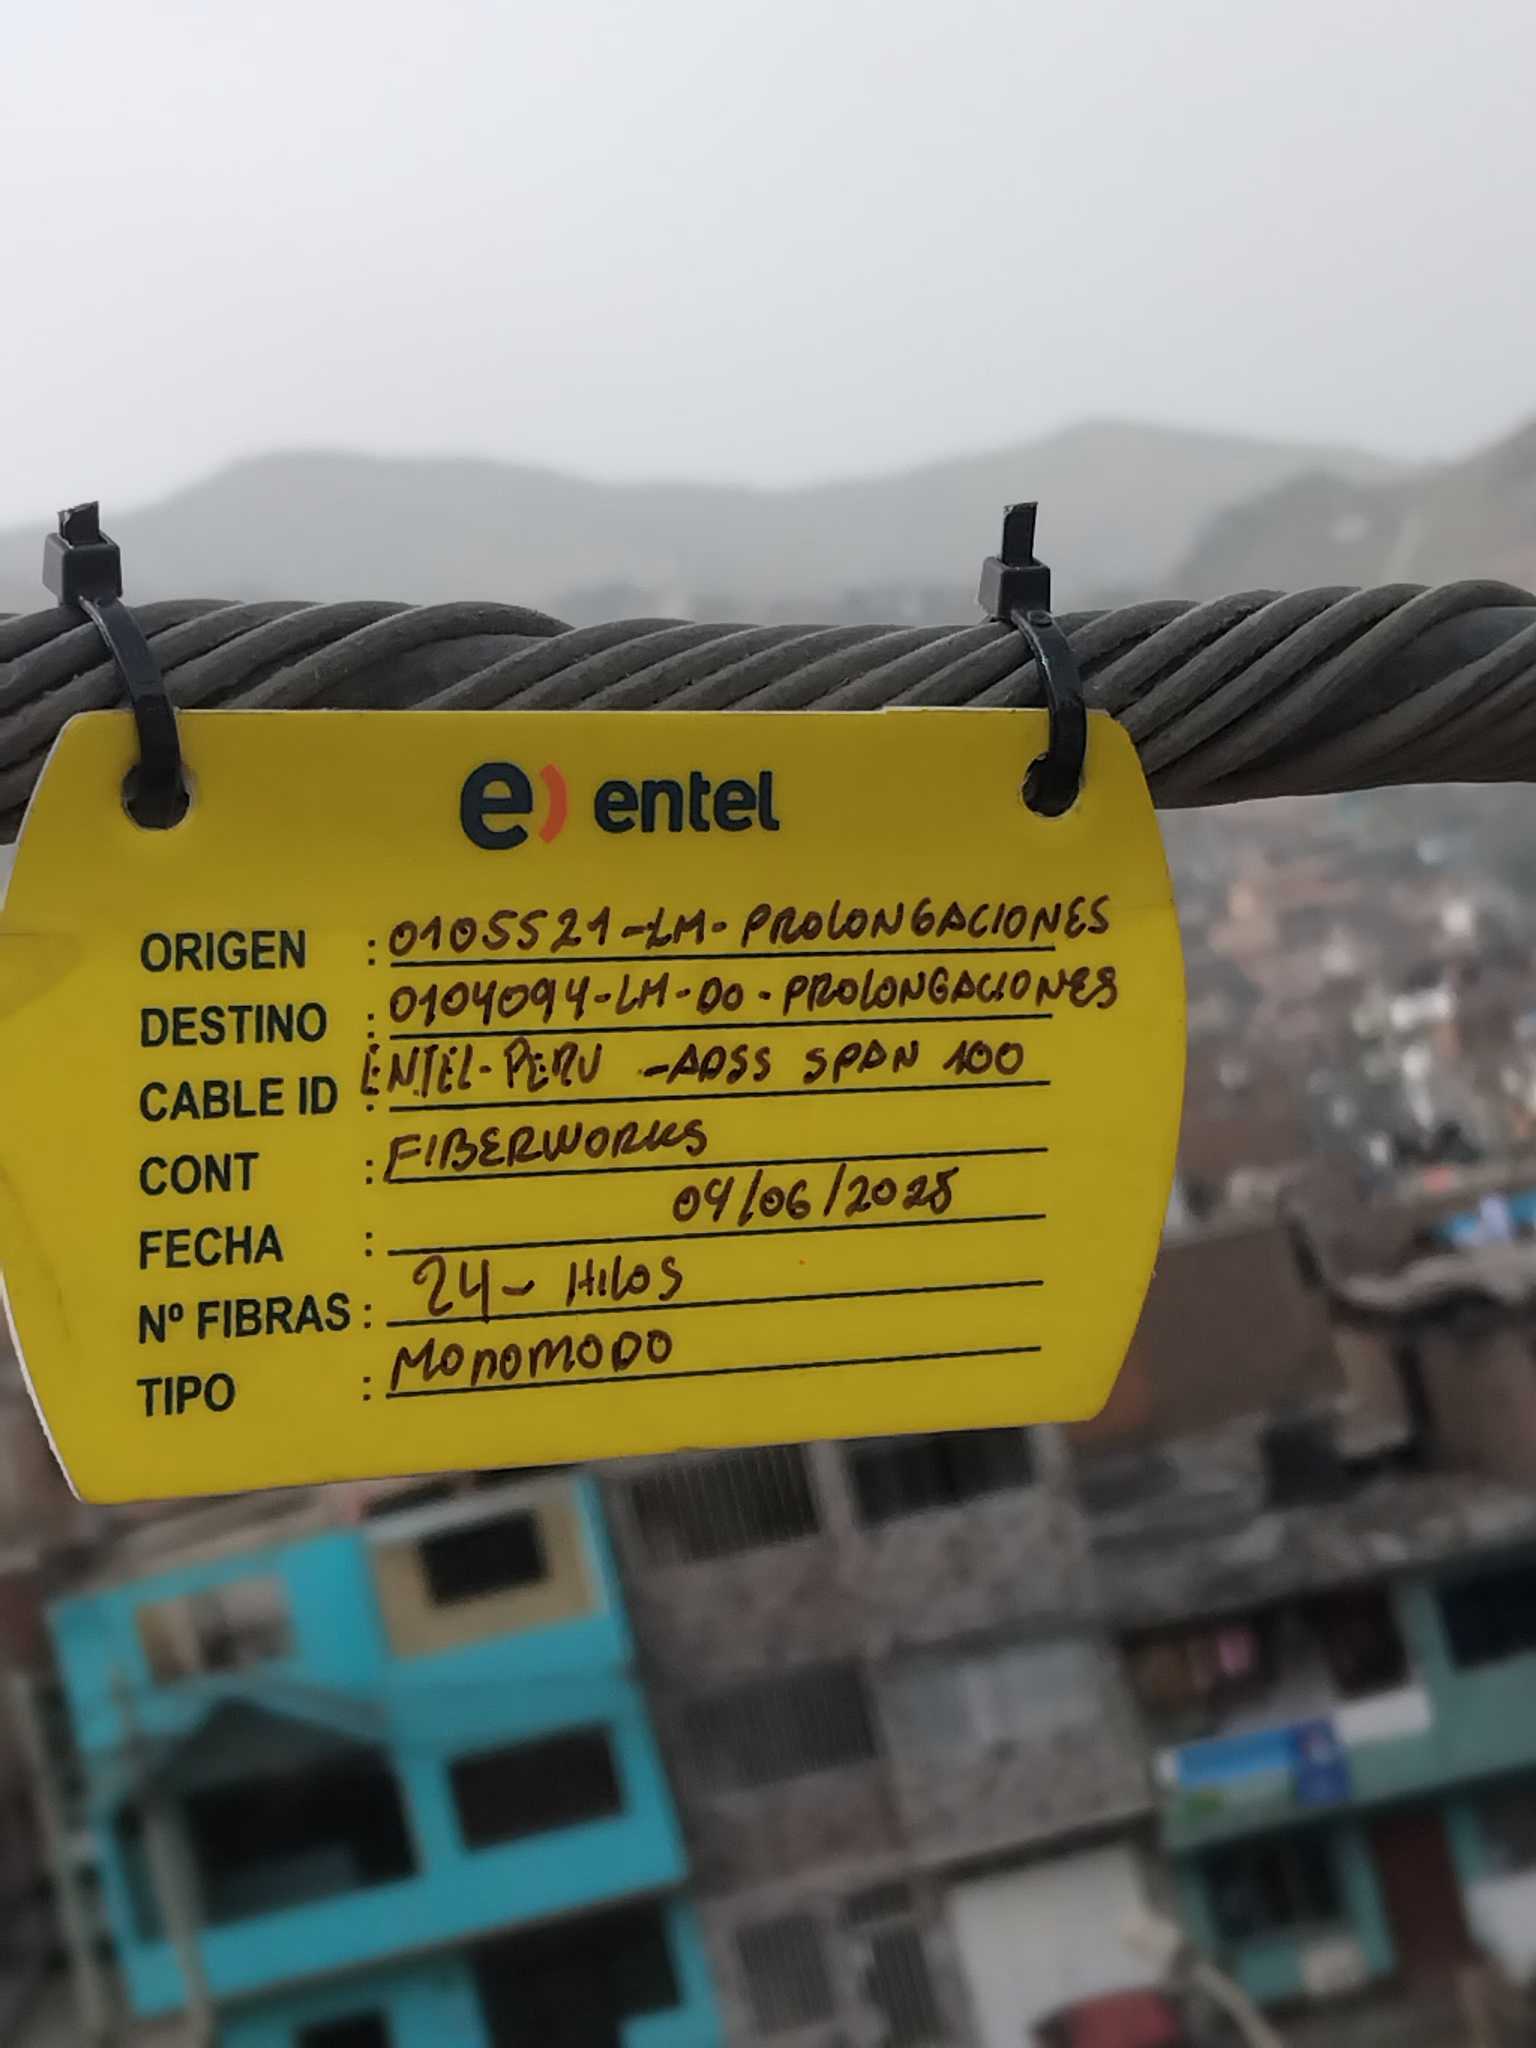 e) entel
ORIGEN : 0105521-LM-PROLONGACIONES
DESTINO : 0104094-LM-DO-PROLONGACIONES
CABLE ID : ENTEL-PERU -ADSS SPAN 100
CONT : FIBERWORKS
FECHA : 04/06/2025
Nº FIBRAS : 24- HILOS
TIPO : MONOMODO